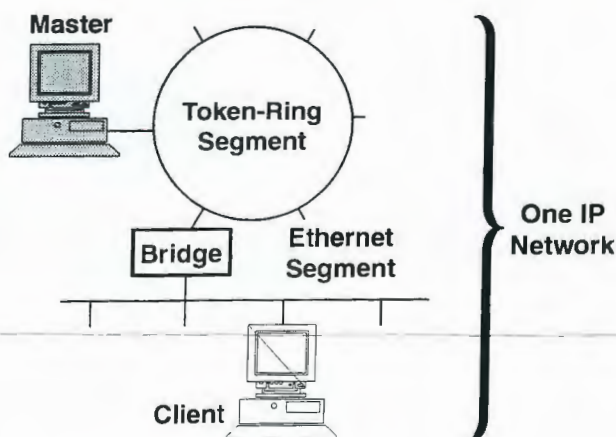 Master
Token-Ring
Segment
Bridge
Ethernet
Segment
One IP
Network
Client